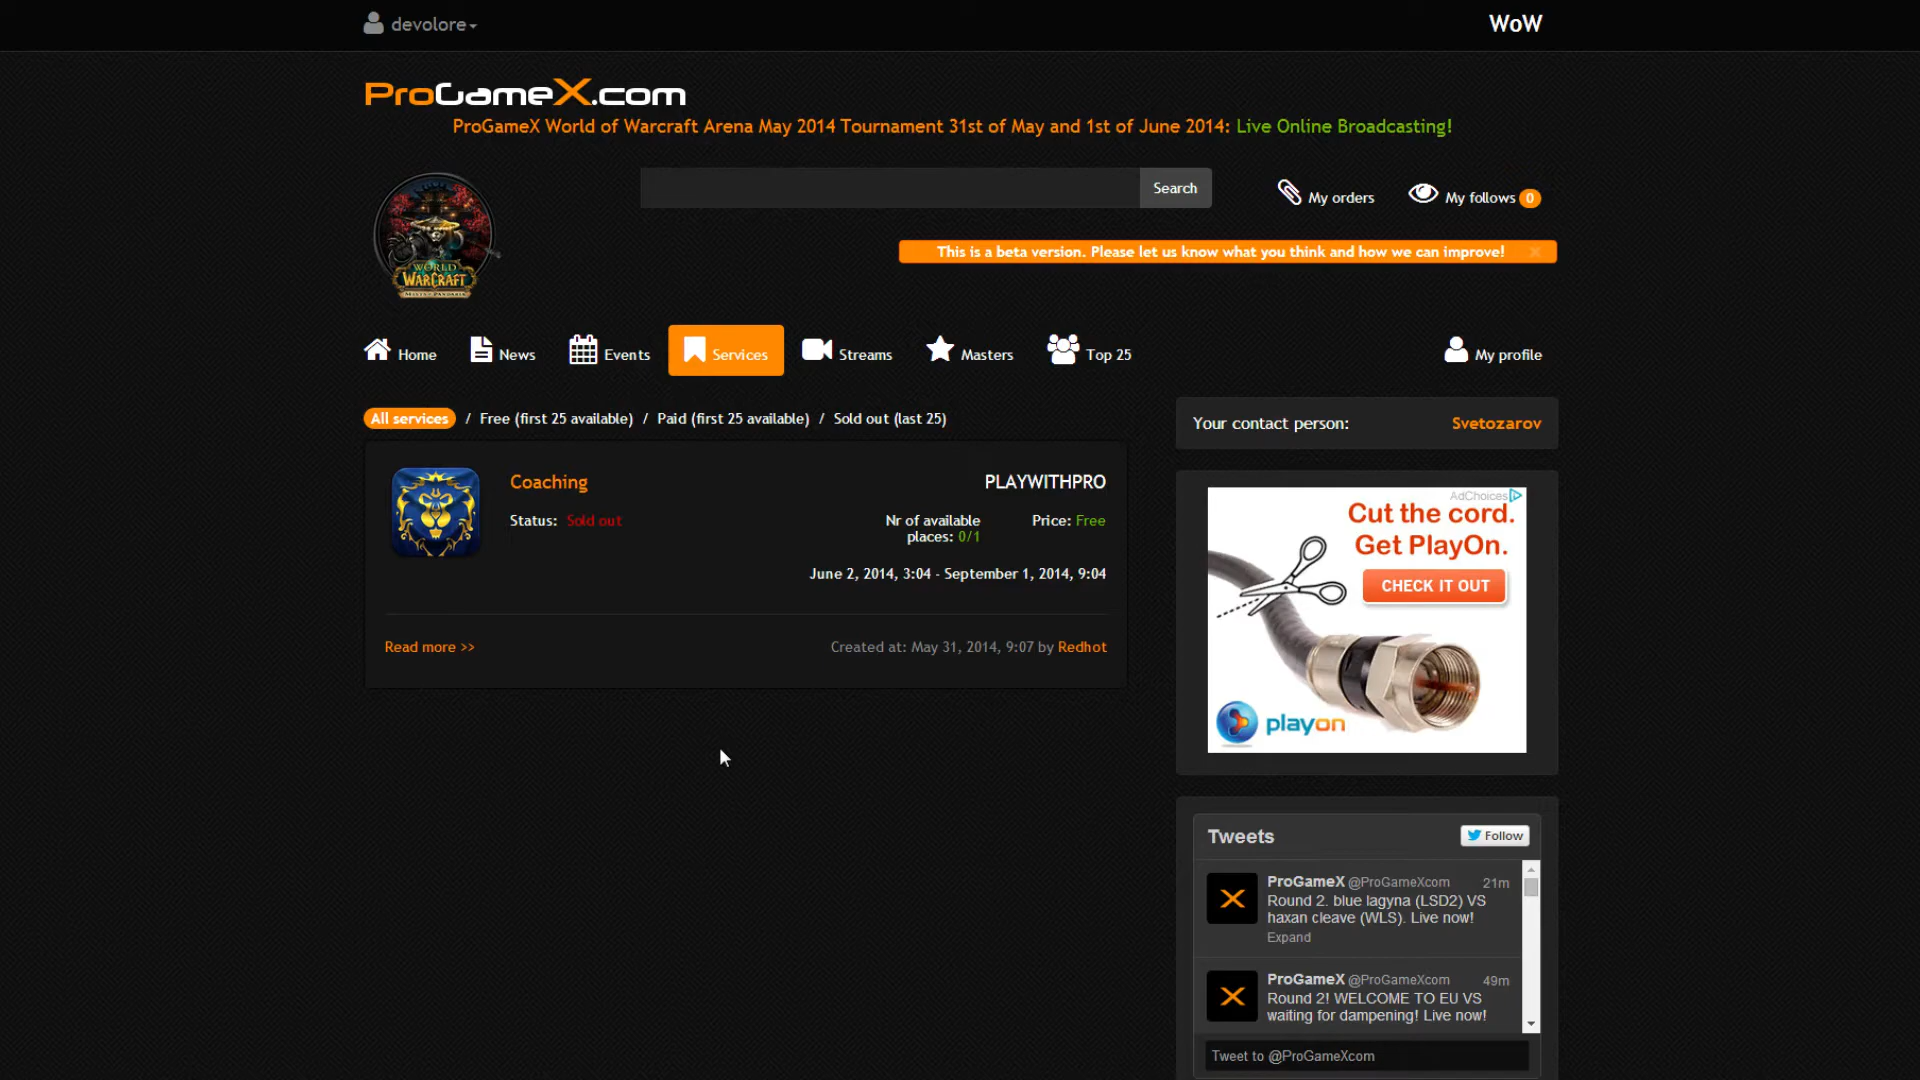 devolore
WoW
ProGameX.com
ProGameX World of Warcraft Arena May 2014 Tournament 31st of May and 1st of June 2014: Live Online Broadcasting!
WORLD
WARCRAFT
Search
My orders
My follows 0
This is a beta version. Please let us know what you think and how we can improve! ×
Home
News
Events
Services
Streams
Masters
Top 25
My profile
All services / Free (first 25 available) / Paid (first 25 available) / Sold out (last 25)
Coaching
PLAYWITHPRO
Status: Sold out
Nr of available
places: 0/1
Price: Free
June 2, 2014, 3:04 - September 1, 2014, 9:04
Read more >>
Created at: May 31, 2014, 9:07 by Redhot
Your contact person: Svetozarov
AdChoices
Cut the cord.
Get PlayOn.
CHECK IT OUT
playon
Tweets
Follow
ProGameX @ProGameXcom 21m
Round 2. blue lagyna (LSD2) VS
haxan cleave (WLS). Live now!
Expand
ProGameX @ProGameXcom 49m
Round 2! WELCOME TO EU VS
waiting for dampening! Live now!
Tweet to @ProGameXcom